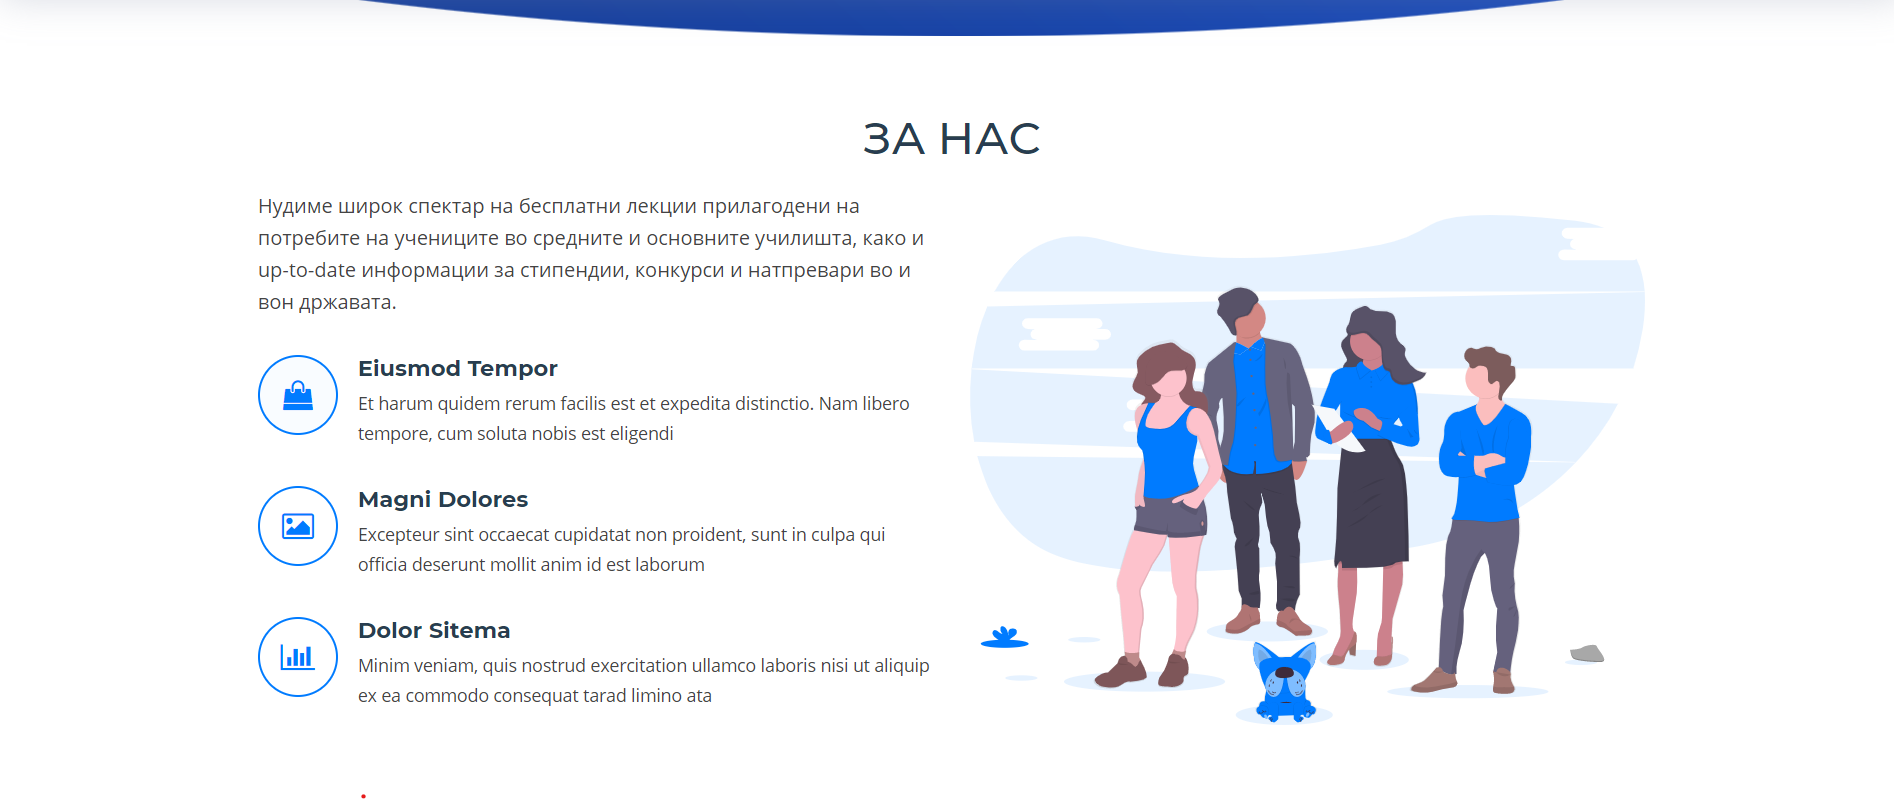 ЗА НАС
Нудиме широк спектар на бесплатни лекции прилагодени на
потребите на учениците во средните и основните училишта, како и
up-to-date информации за стипендии, конкурси и натпревари во и
вон државата.
Eiusmod Tempor
Et harum quidem rerum facilis est et expedita distinctio. Nam libero
tempore, cum soluta nobis est eligendi
Magni Dolores
Excepteur sint occaecat cupidatat non proident, sunt in culpa qui
officia deserunt mollit anim id est laborum
Dolor Sitema
Minim veniam, quis nostrud exercitation ullamco laboris nisi ut aliquip
ex ea commodo consequat tarad limino ata